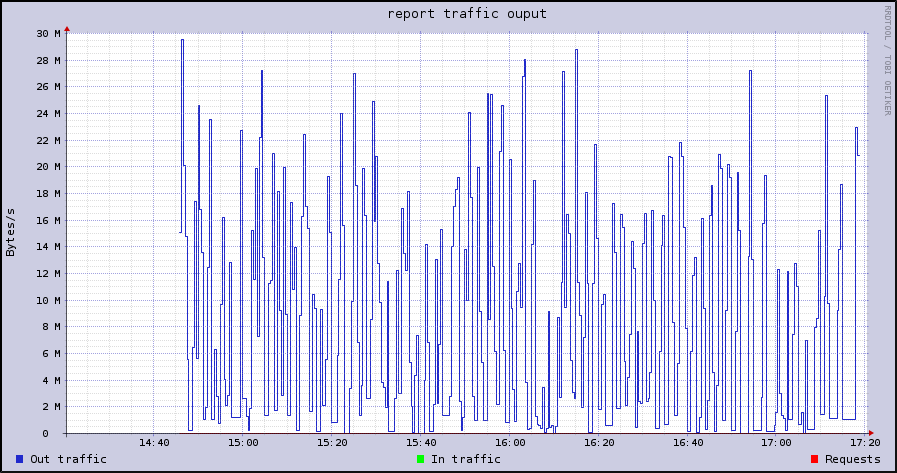 report traffic ouput
RRDTOOL / TOBI OETIKER
Bytes/s
30 M
28 M
26 M
24 M
22 M
20 M
18 M
16 M
14 M
12 M
10 M
8 M
6 M
4 M
2 M
0
14:40 15:00 15:20 15:40 16:00 16:20 16:40 17:00 17:20
Out traffic In traffic Requests